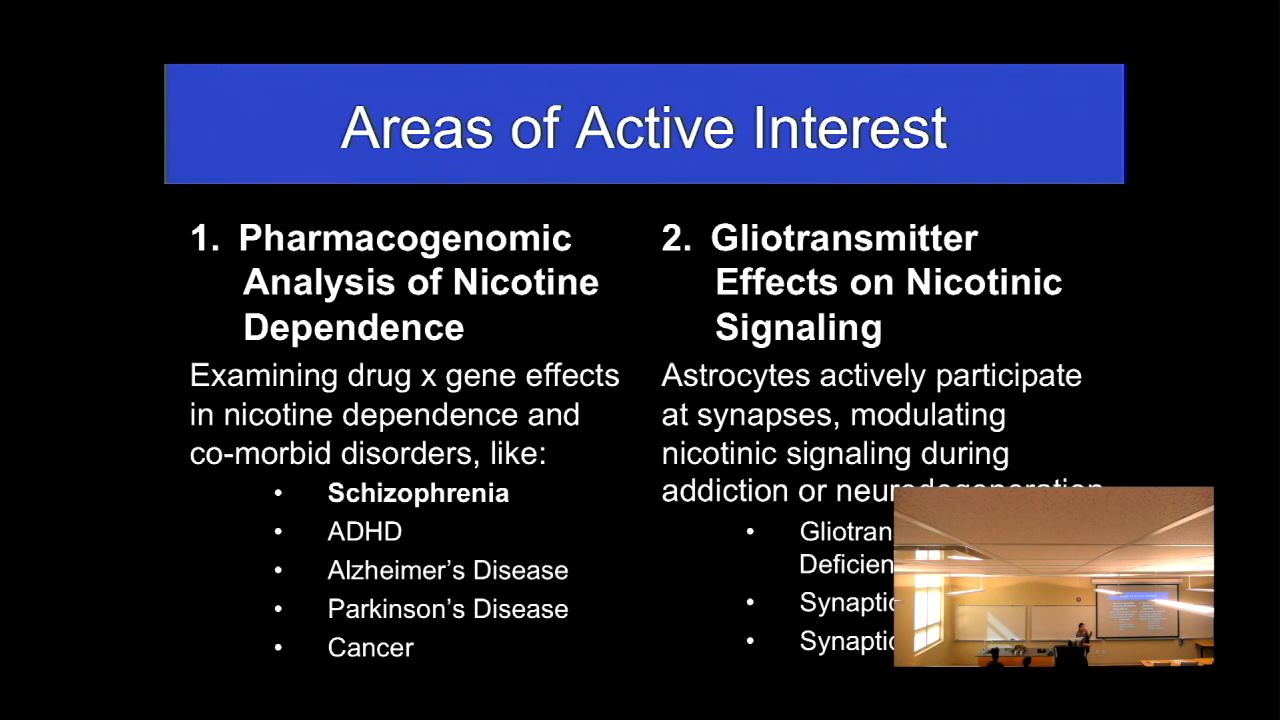 Areas of Active Interest
1. Pharmacogenomic
Analysis of Nicotine
Dependence
Examining drug x gene effects
in nicotine dependence and
co-morbid disorders, like:
• Schizophrenia
• ADHD
• Alzheimer's Disease
• Parkinson's Disease
• Cancer
2. Gliotransmitter
Effects on Nicotinic
Signaling
Astrocytes actively participate
at synapses, modulating
nicotinic signaling during
addiction or neurodegeneration
• Gliotran
Deficien
• Synaptic
• Synaptic